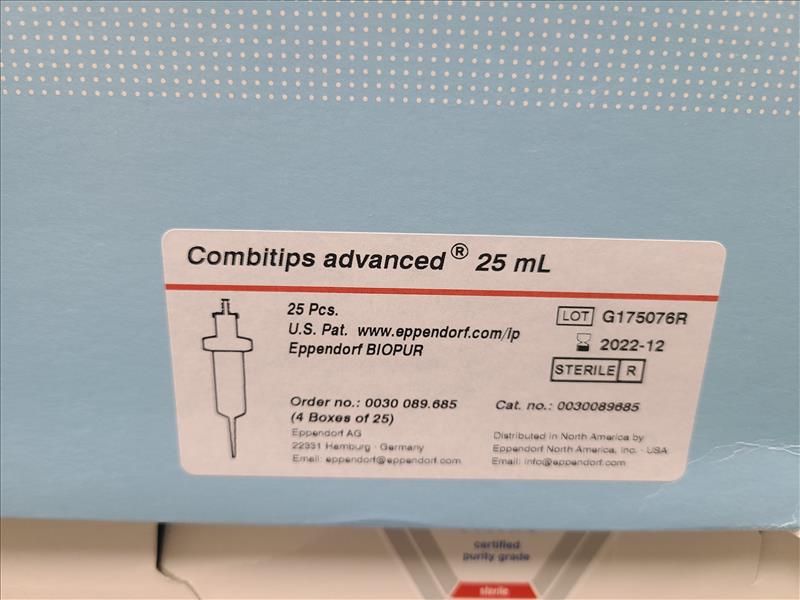 Combitips advanced® 25 mL
25 Pcs.
U.S. Pat. www.eppendorf.com/ip
Eppendorf BIOPUR
LOT G175076R
2022-12
STERILE R
Order no.: 0030 089.685
(4 Boxes of 25)
Cat. no.: 0030089685
Eppendorf AG
22331 Hamburg · Germany
Email: eppendorf@eppendorf.com
Distributed in North America by
Eppendorf North America, Inc. · USA
Email: info@eppendorf.com
certified
purity grade
sterile